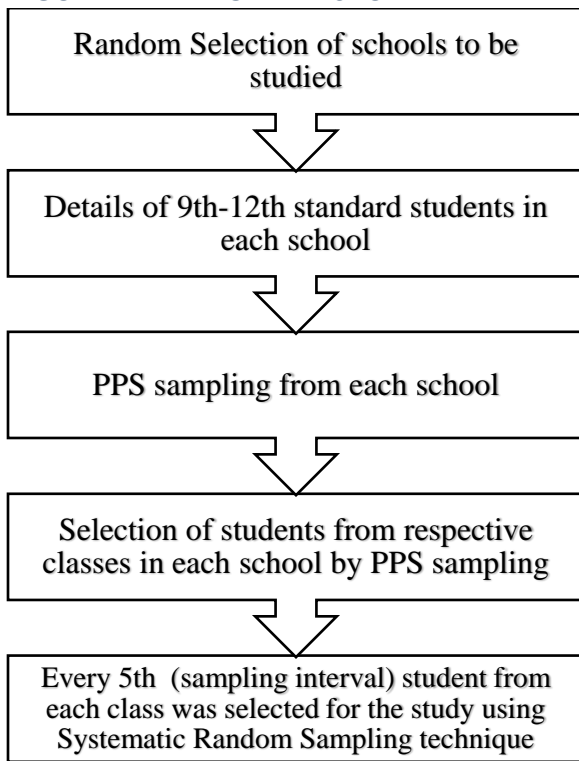 Random Selection of schools to be
studied
Details of 9th-12th standard students in
each school
PPS sampling from each school
Selection of students from respective
classes in each school by PPS sampling
Every 5th (sampling interval) student from
each class was selected for the study using
Systematic Random Sampling technique